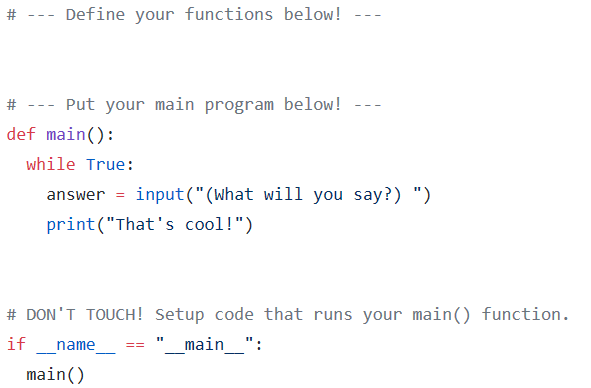 # --- Define your functions below! ---
# --- Put your main program below! ---
def main():
  while True:
    answer = input("(What will you say?) ")
    print("That's cool!")
# DON'T TOUCH! Setup code that runs your main() function.
if __name__ == "__main__":
  main()